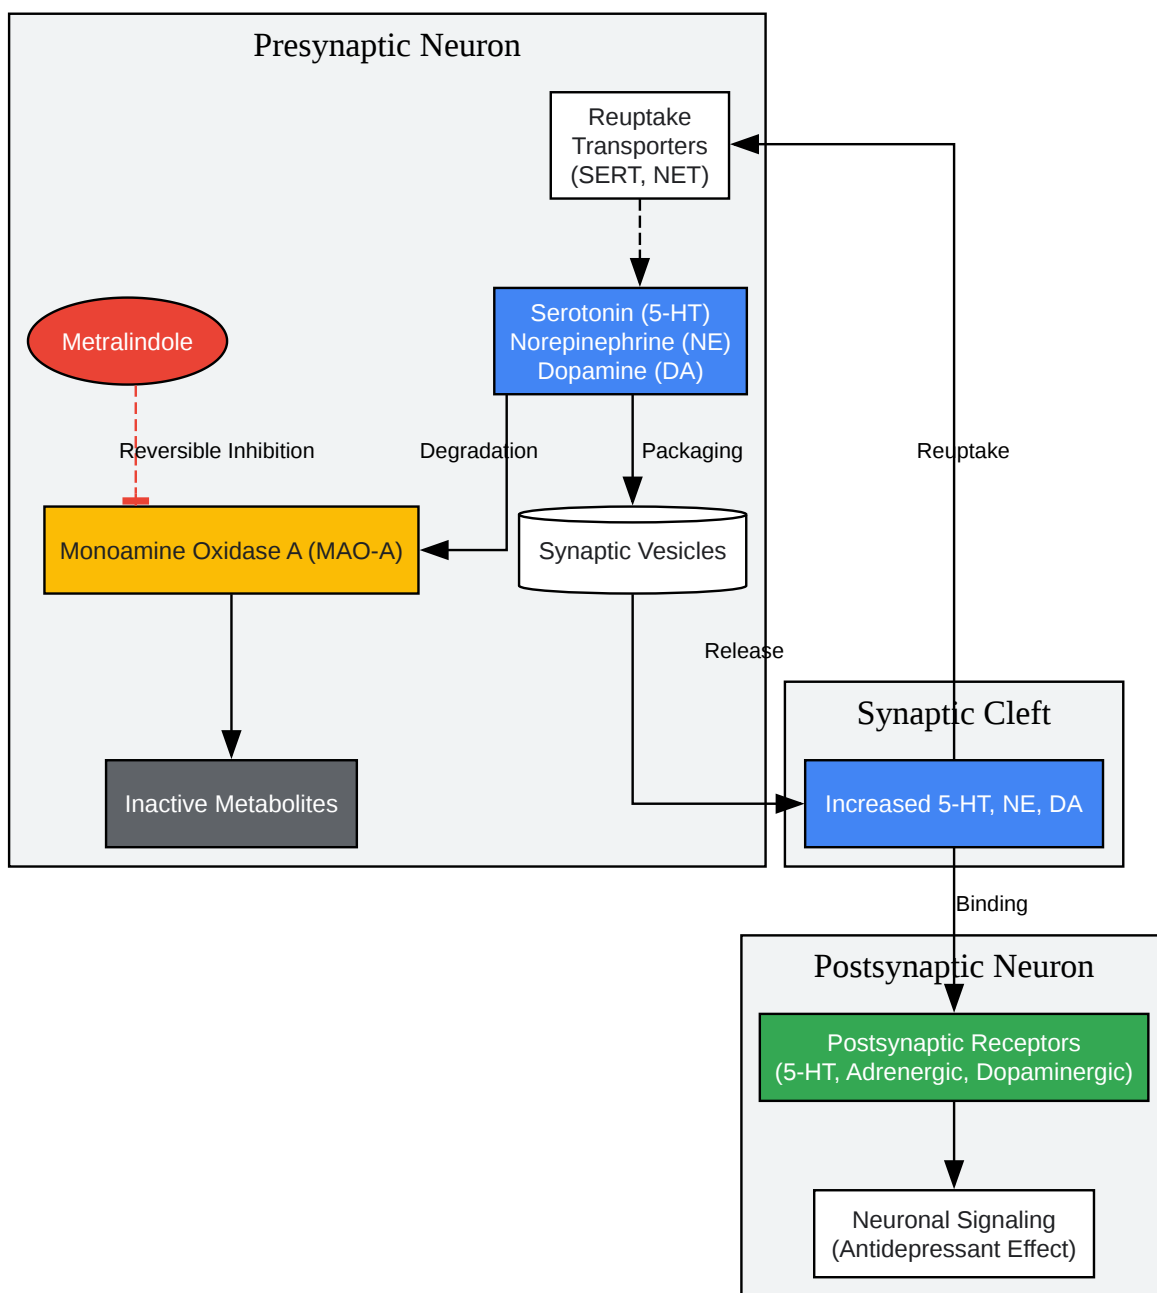 Presynaptic Neuron
Reuptake
Transporters
(SERT, NET)
Metralindole
Serotonin (5-HT)
Norepinephrine (NE)
Dopamine (DA)
Reversible Inhibition
Degradation
Packaging
Reuptake
Monoamine Oxidase A (MAO-A)
Synaptic Vesicles
Release
Synaptic Cleft
Inactive Metabolites
Increased 5-HT, NE, DA
Binding
Postsynaptic Neuron
Postsynaptic Receptors
(5-HT, Adrenergic, Dopaminergic)
Neuronal Signaling
(Antidepressant Effect)